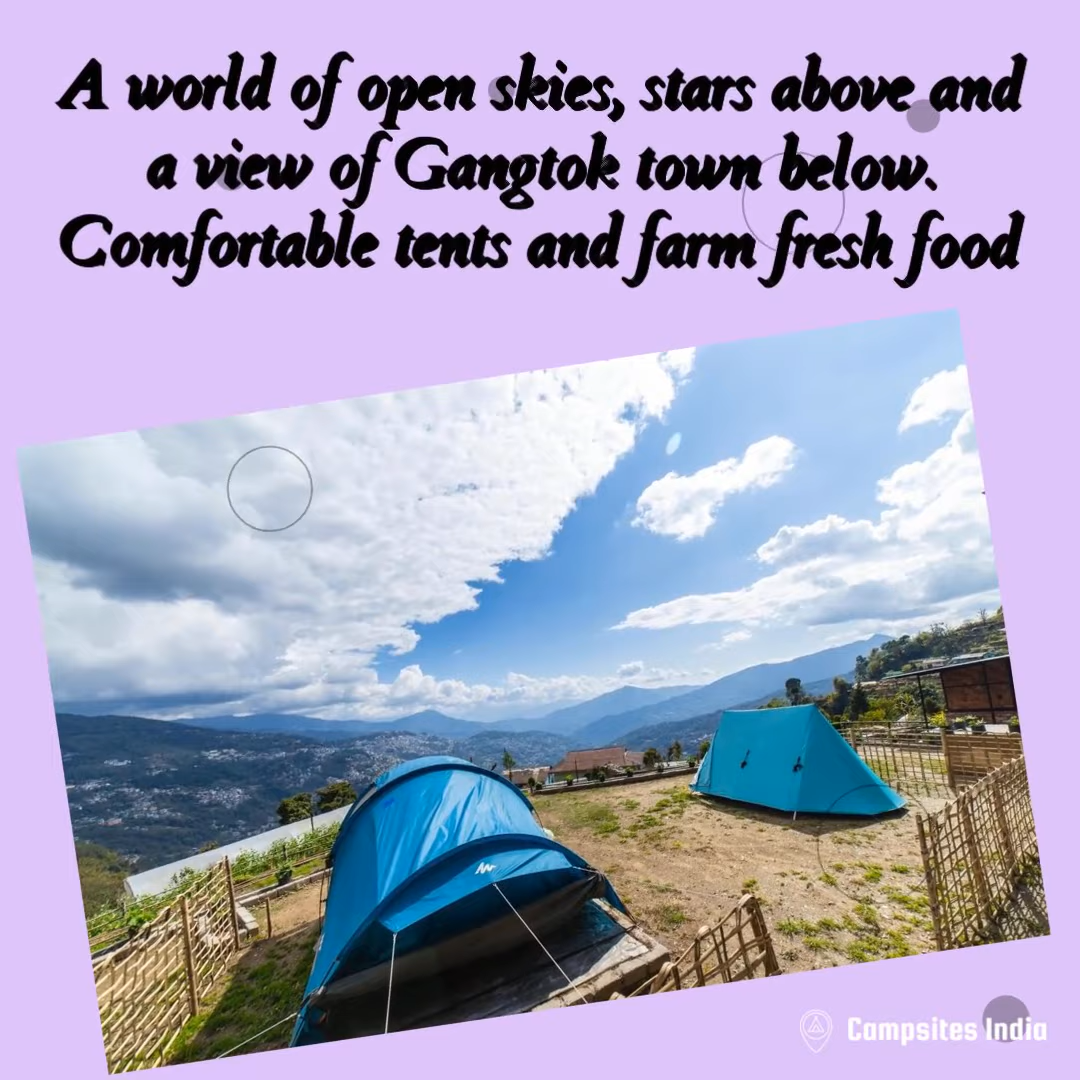 A world of open skies, stars above and
a view of Gangtok town below.
Comfortable tents and farm fresh food
Campsites India